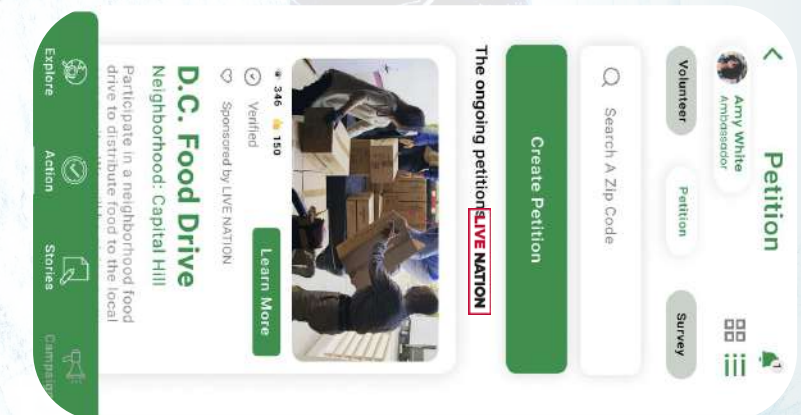 Petition
1
Amy White
Ambassador
Volunteer
Petition
Survey
Search A Zip Code
Create Petition
The ongoing petitions
LIVE NATION
346
150
Verified
Sponsored by LIVE NATION
Learn More
D.C. Food Drive
Neighborhood: Capital Hill
Participate in a neighborhood food
drive to distribute food to the local
Explore
Action
Stories
Campaign